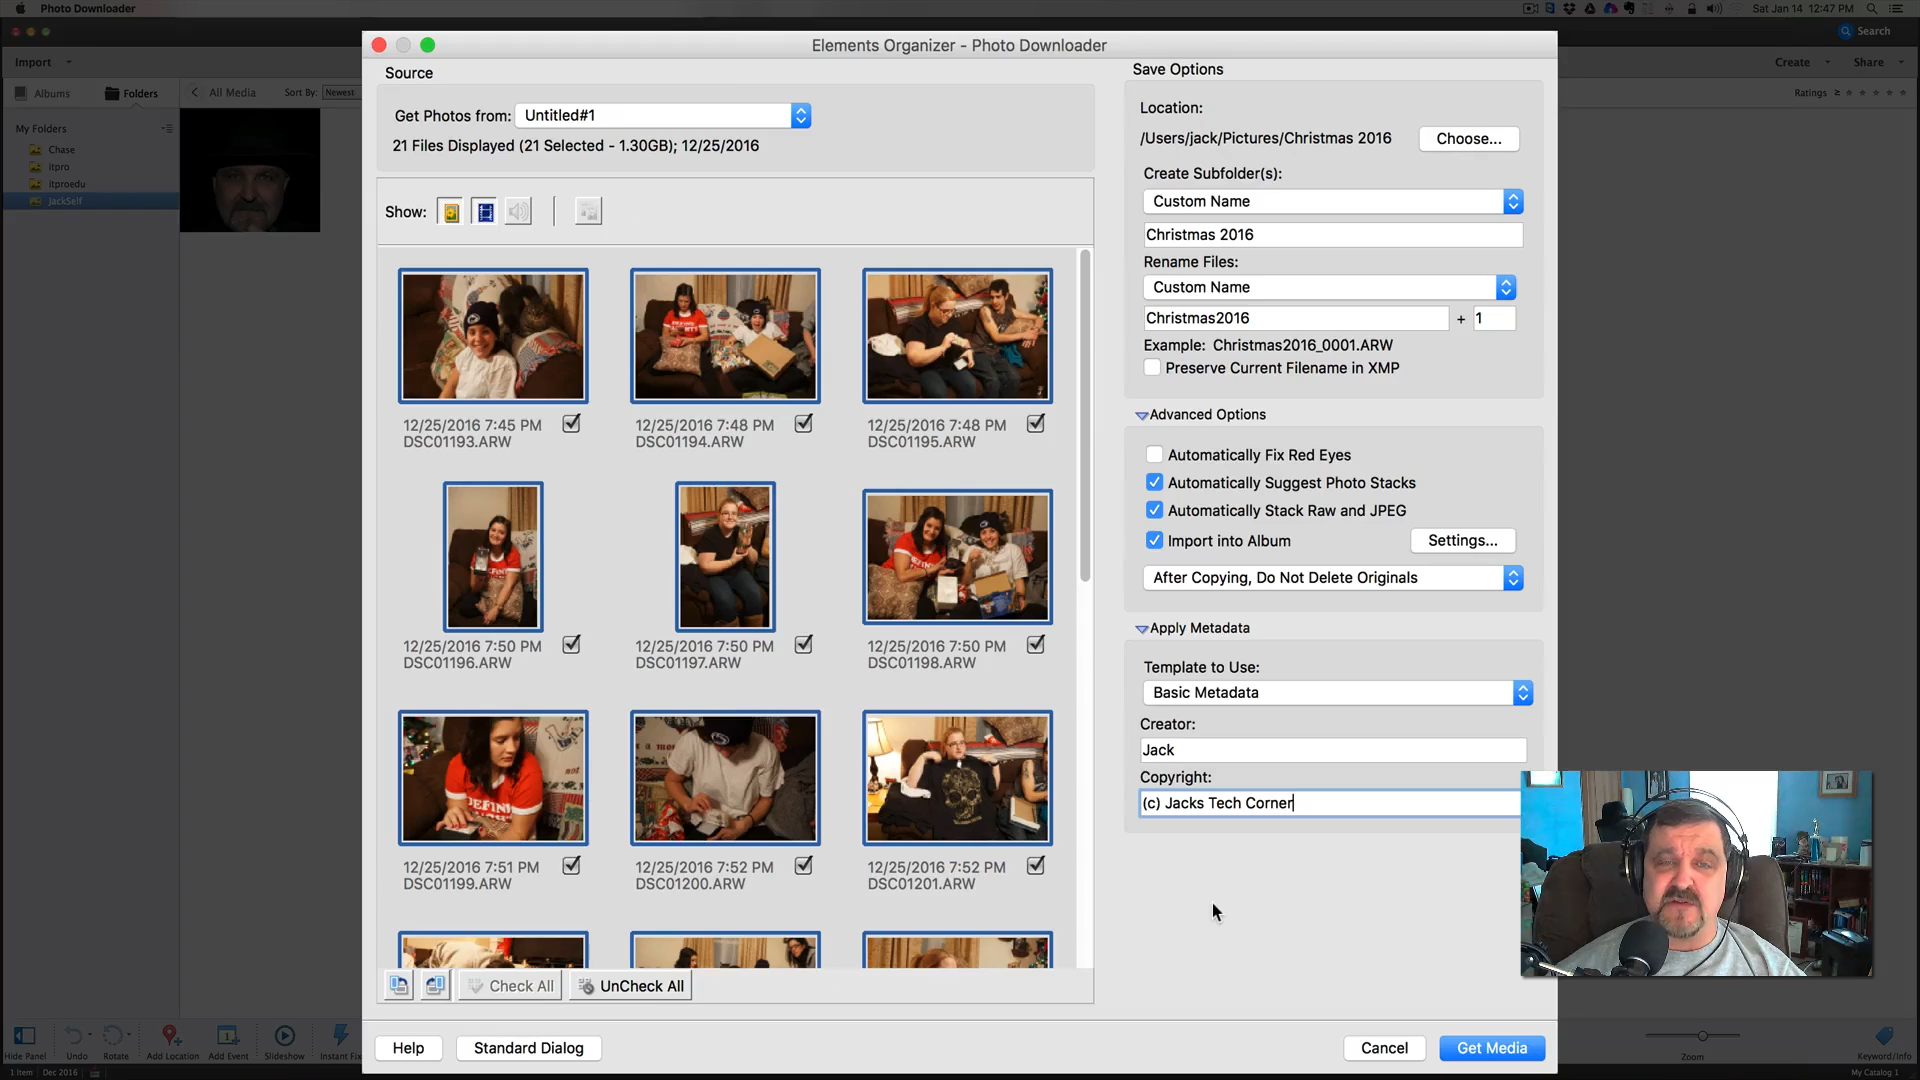 Photo Downloader
Sat Jan 14 12:47 PM
Search
Import
Create
Share
Albums
Folders
All Media
Sort By:
Newest
Ratings ≥
My Folders
Chase
itpro
itproedu
JackSelf
Elements Organizer - Photo Downloader
Source
Get Photos from: Untitled#1
21 Files Displayed (21 Selected - 1.30GB); 12/25/2016
Show:
12/25/2016 7:45 PM
DSC01193.ARW
12/25/2016 7:48 PM
DSC01194.ARW
12/25/2016 7:48 PM
DSC01195.ARW
12/25/2016 7:50 PM
DSC01196.ARW
12/25/2016 7:50 PM
DSC01197.ARW
12/25/2016 7:50 PM
DSC01198.ARW
12/25/2016 7:51 PM
DSC01199.ARW
12/25/2016 7:52 PM
DSC01200.ARW
12/25/2016 7:52 PM
DSC01201.ARW
Check All
UnCheck All
Save Options
Location:
/Users/jack/Pictures/Christmas 2016
Choose...
Create Subfolder(s):
Custom Name
Christmas 2016
Rename Files:
Custom Name
Christmas2016 + 1
Example: Christmas2016_0001.ARW
Preserve Current Filename in XMP
Advanced Options
Automatically Fix Red Eyes
Automatically Suggest Photo Stacks
Automatically Stack Raw and JPEG
Import into Album
Settings...
After Copying, Do Not Delete Originals
Apply Metadata
Template to Use:
Basic Metadata
Creator:
Jack
Copyright:
(c) Jacks Tech Corner
Help
Standard Dialog
Cancel
Get Media
Hide Panel
Undo
Rotate
Add Location
Add Event
Slideshow
Instant Fix
Zoom
Keyword/Info
1 Item
Dec 2016
My Catalog 1